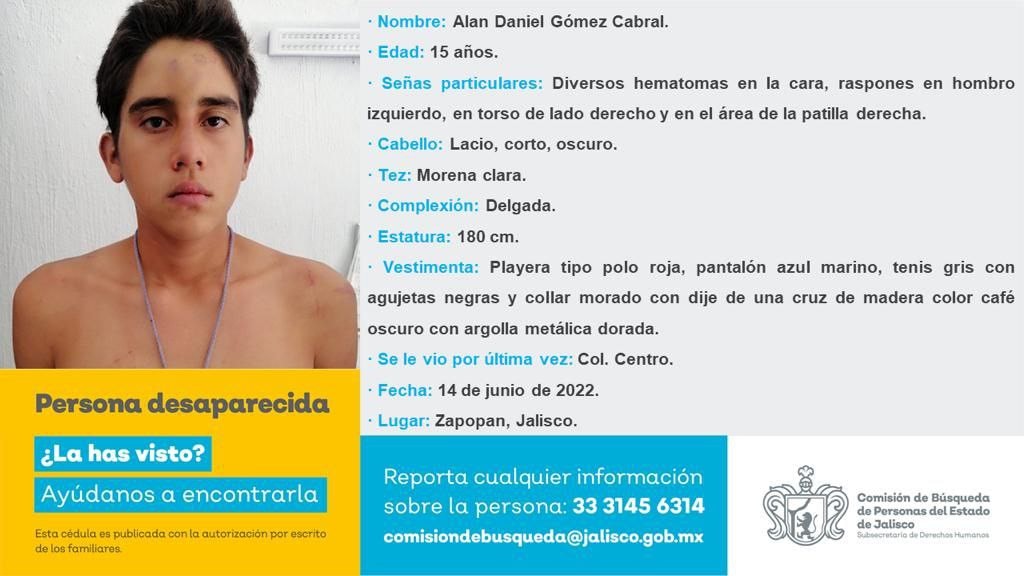 · Nombre: Alan Daniel Gómez Cabral.
· Edad: 15 años.
· Señas particulares: Diversos hematomas en la cara, raspones en hombro
izquierdo, en torso de lado derecho y en el área de la patilla derecha.
· Cabello: Lacio, corto, oscuro.
· Tez: Morena clara.
· Complexión: Delgada.
· Estatura: 180 cm.
· Vestimenta: Playera tipo polo roja, pantalón azul marino, tenis gris con
agujetas negras y collar morado con dije de una cruz de madera color café
oscuro con argolla metálica dorada.
· Se le vio por última vez: Col. Centro.
· Fecha: 14 de junio de 2022.
· Lugar: Zapopan, Jalisco.
Persona desaparecida
¿La has visto?
Ayúdanos a encontrarla
Esta cédula es publicada con la autorización por escrito
de los familiares.
Reporta cualquier información
sobre la persona: 33 3145 6314
comisiondebusqueda@jalisco.gob.mx
Comisión de Búsqueda
de Personas del Estado
de Jalisco
Subsecretaría de Derechos Humanos